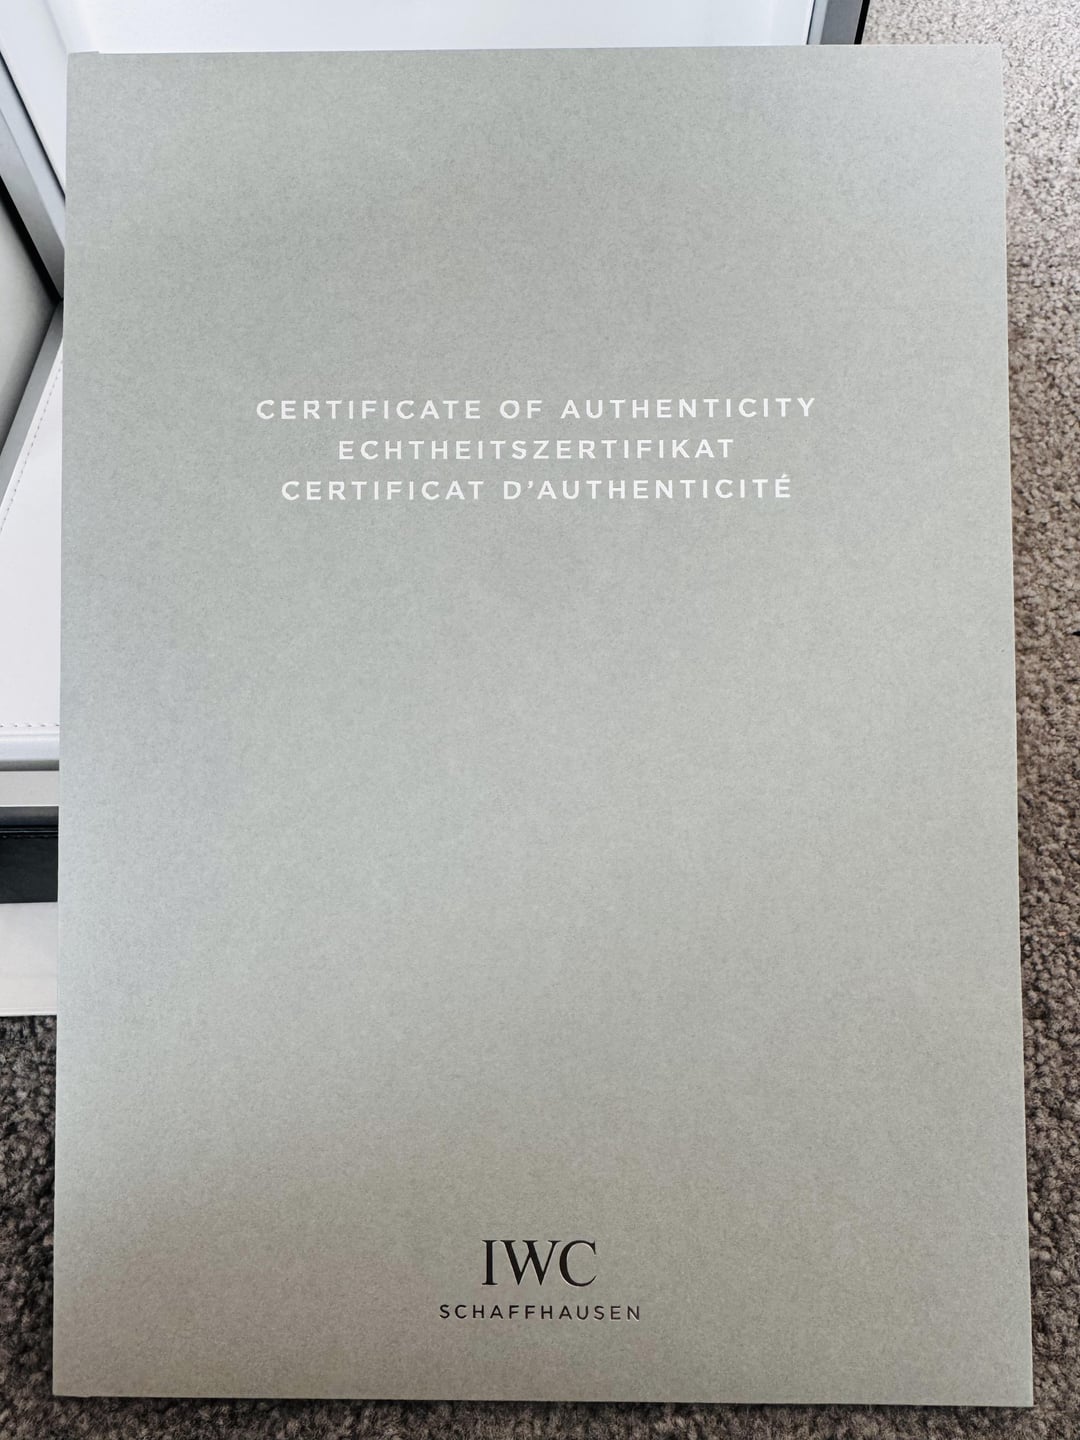 CERTIFICATE OF AUTHENTICITY
ECHTHEITSZERTIFIKAT
CERTIFICAT D'AUTHENTICITÉ
IWC
SCHAFFHAUSEN